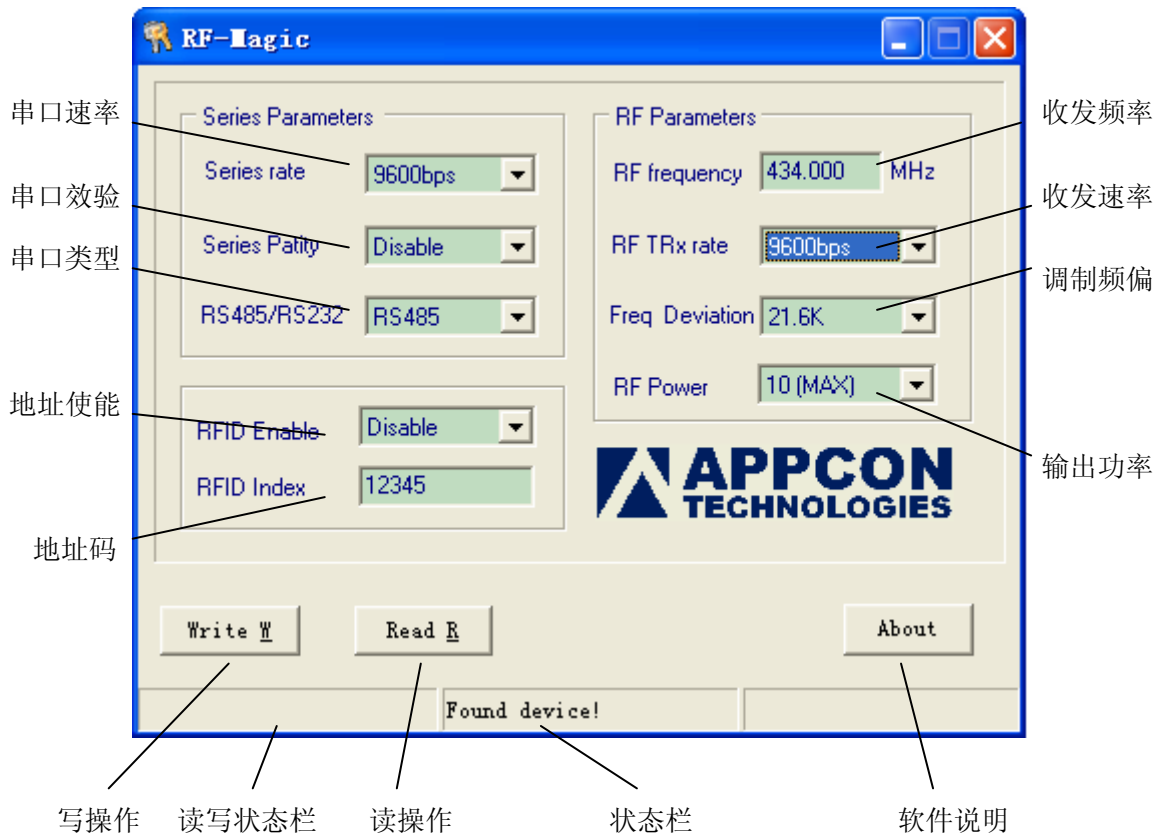 RF-Magic
串口速率
串口效验
串口类型
地址使能
地址码
Series Parameters
Series rate
9600bps
Series Patity
Disable
RS485/RS232
RS485
RFID Enable
Disable
RFID Index
12345
RF Parameters
RF frequency
434.000
MHz
RF TRx rate
9600bps
Freq Deviation
21.6K
RF Power
10 (MAX)
APPCON
TECHNOLOGIES
收发频率
收发速率
调制频偏
输出功率
Write W
Read R
About
Found device!
写操作
读写状态栏
读操作
状态栏
软件说明